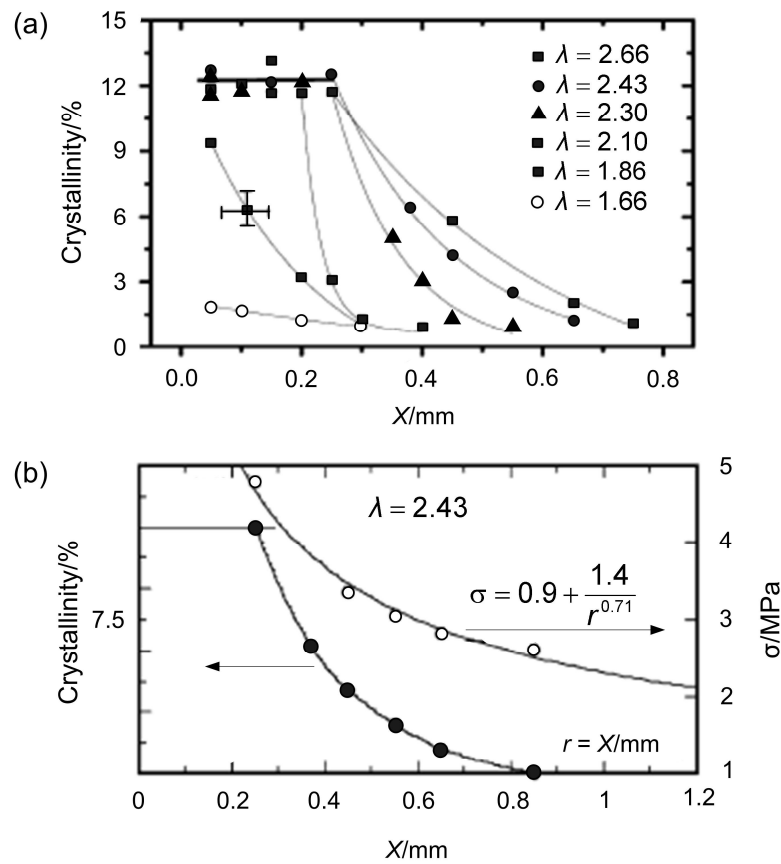 (a)
15
12
9
6
3
0
Crystallinity/%
λ = 2.66
λ = 2.43
λ = 2.30
λ = 2.10
λ = 1.86
λ = 1.66
0.0 0.2 0.4 0.6 0.8
X/mm
(b)
λ = 2.43
Crystallinity/%
7.5
σ = 0.9 + 1.4/r^0.71
r = X/mm
5
4
3
2
1
σ/MPa
0 0.2 0.4 0.6 0.8 1 1.2
X/mm